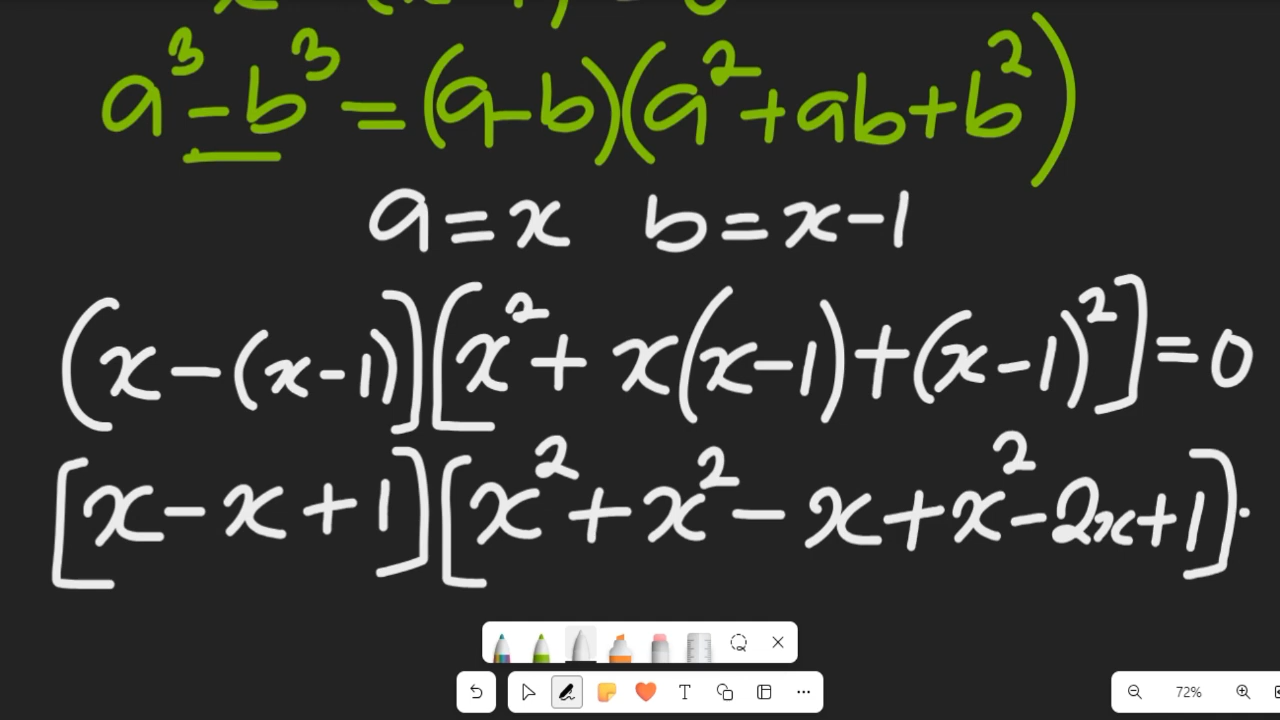 a³-b³=(a-b)(a²+ab+b²)
a=x b=x-1
(x-(x-1)][x²+x(x-1)+(x-1)²]=0
[x-x+1][x²+x²-x+x²-2x+1]
T
72%